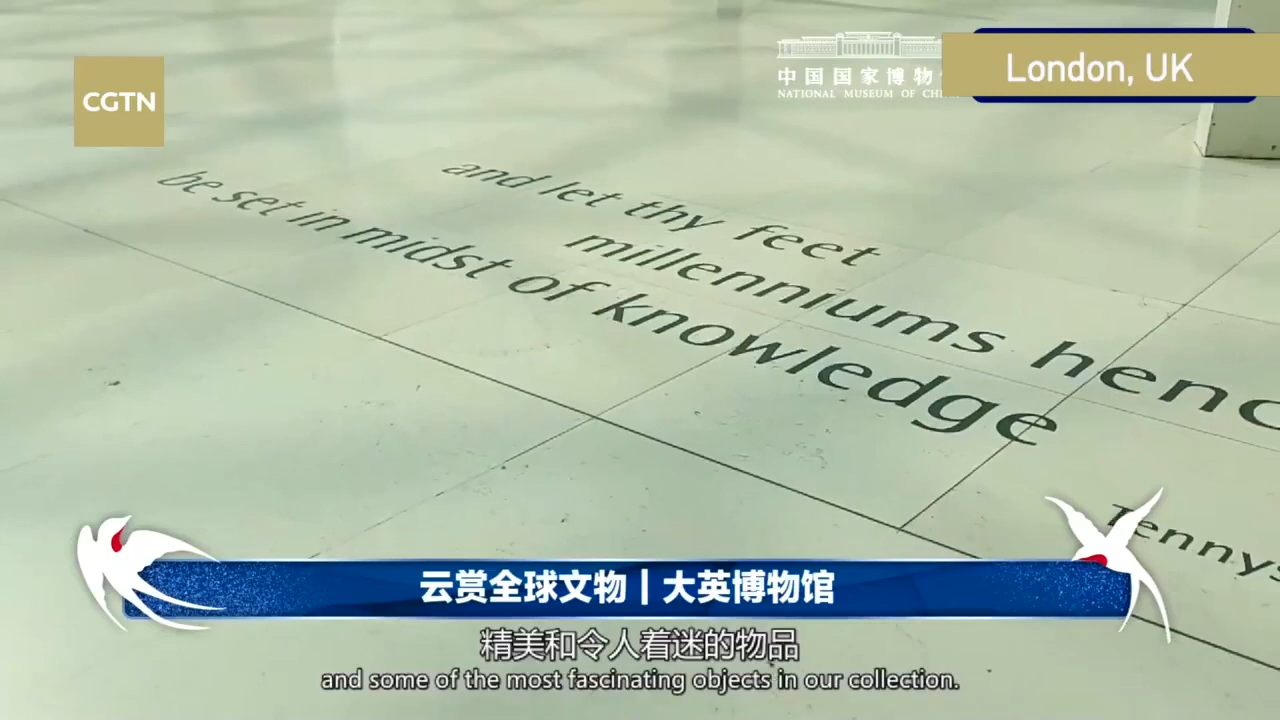 CGTN
中国国家博物
NATIONAL MUSEUM OF
London, UK
and let thy feet
millenniums henc
be set in midst of knowledge
Tennys
云赏全球文物 | 大英博物馆
精美和令人着迷的物品
and some of the most fascinating objects in our collection.